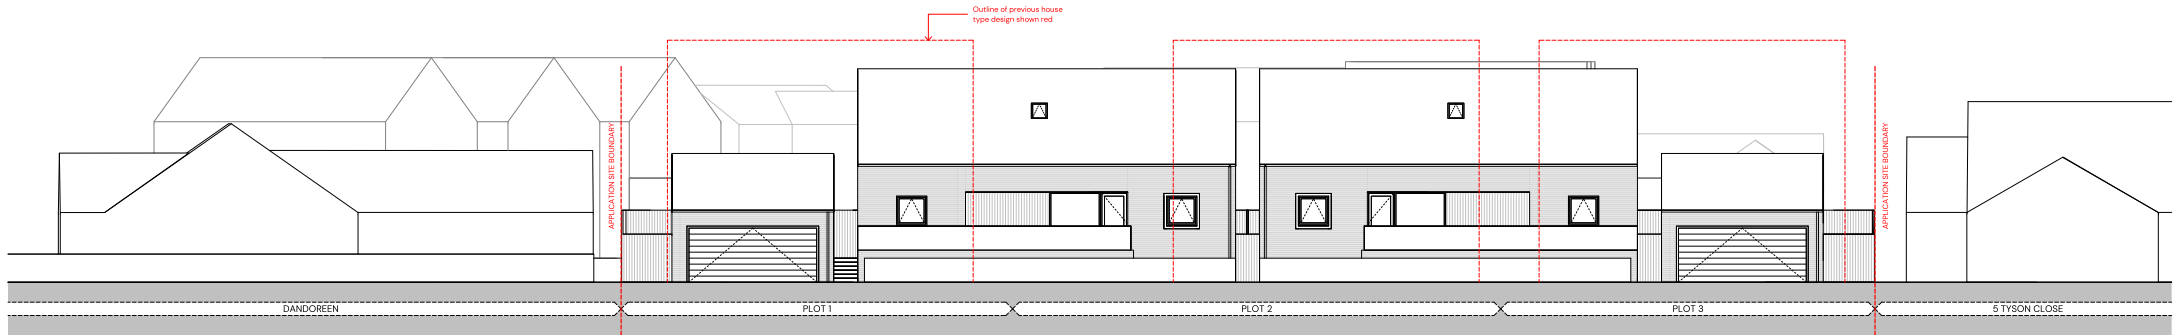 Outline of previous house
type design shown red
APPLICATION SITE BOUNDARY
APPLICATION SITE BOUNDARY
DANDOREEN
PLOT 1
PLOT 2
PLOT 3
5 TYSON CLOSE